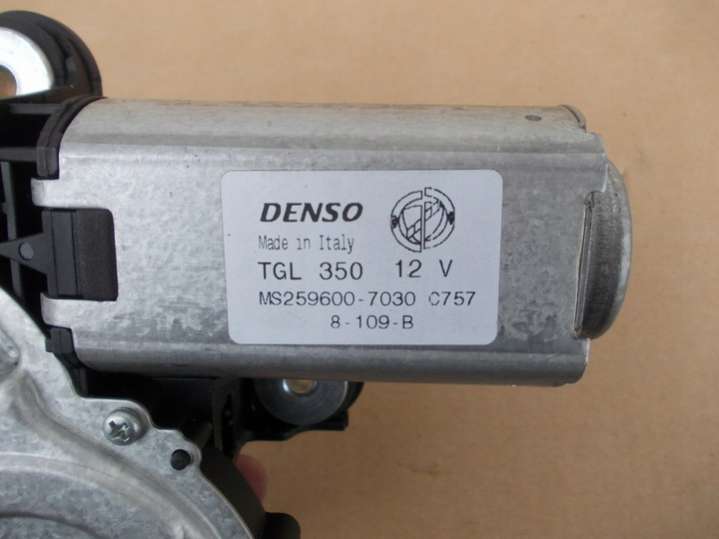 DENSO
Made in Italy
TGL 350 12 V
MS259600-7030 C757
8-109-B